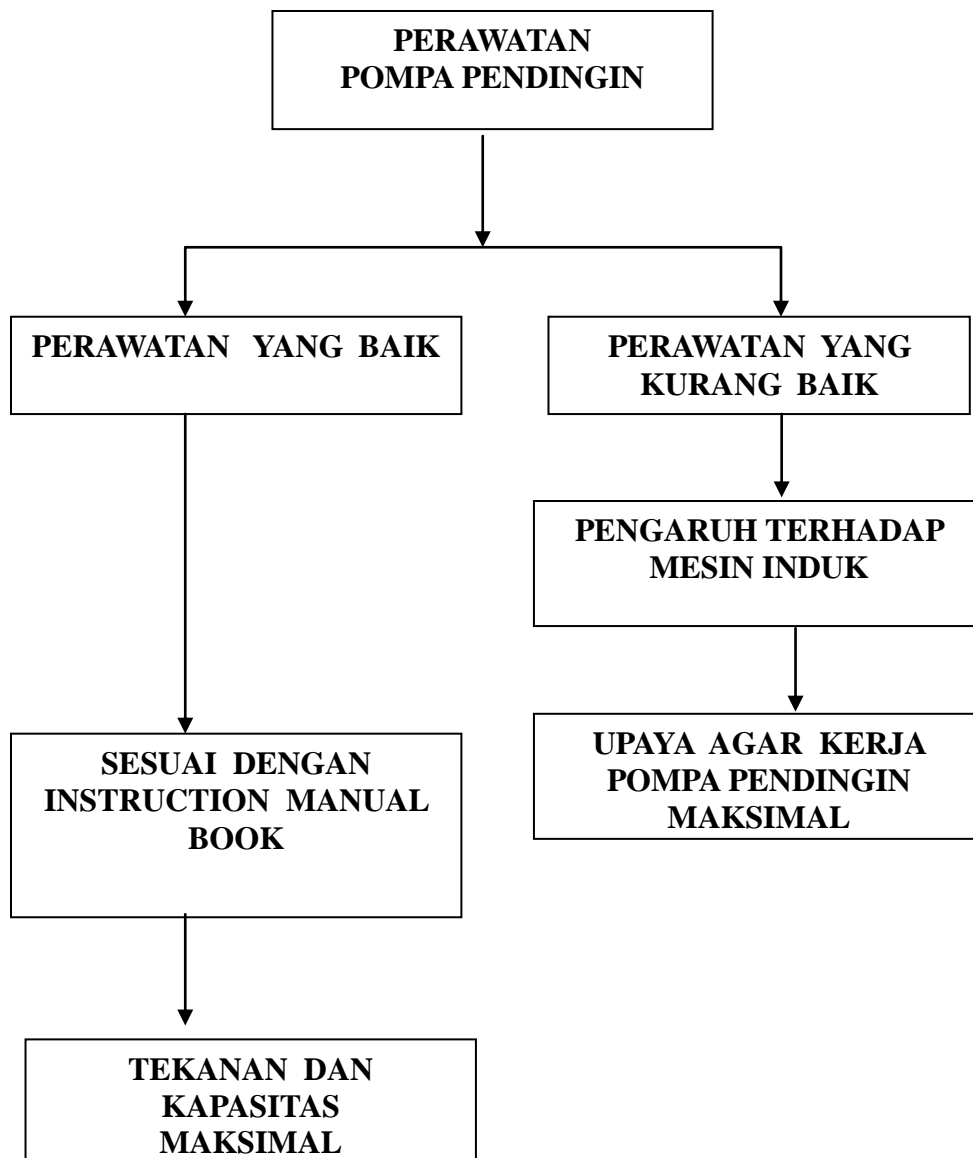 PERAWATAN
POMPA PENDINGIN
PERAWATAN YANG BAIK
PERAWATAN YANG
KURANG BAIK
PENGARUH TERHADAP
MESIN INDUK
SESUAI DENGAN
INSTRUCTION MANUAL
BOOK
UPAYA AGAR KERJA
POMPA PENDINGIN
MAKSIMAL
TEKANAN DAN
KAPASITAS
MAKSIMAL